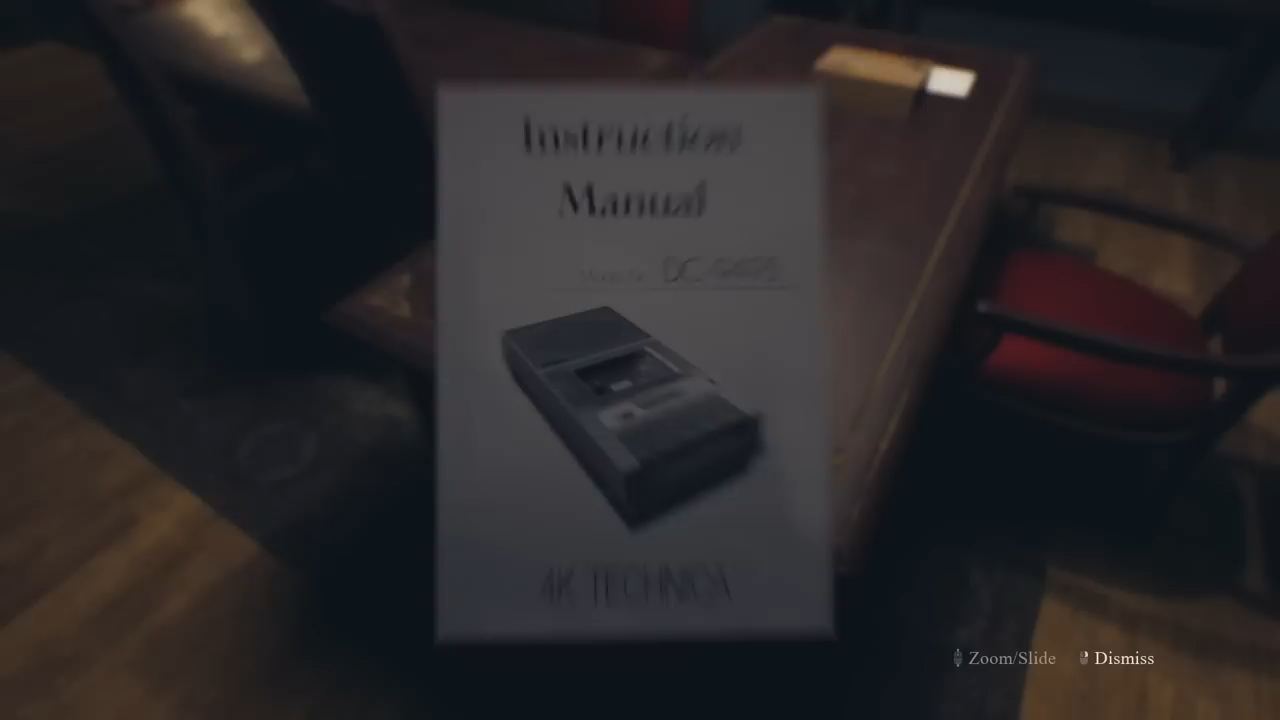 Instruction
Manual
4K TECHNICA
Zoom/Slide
Dismiss